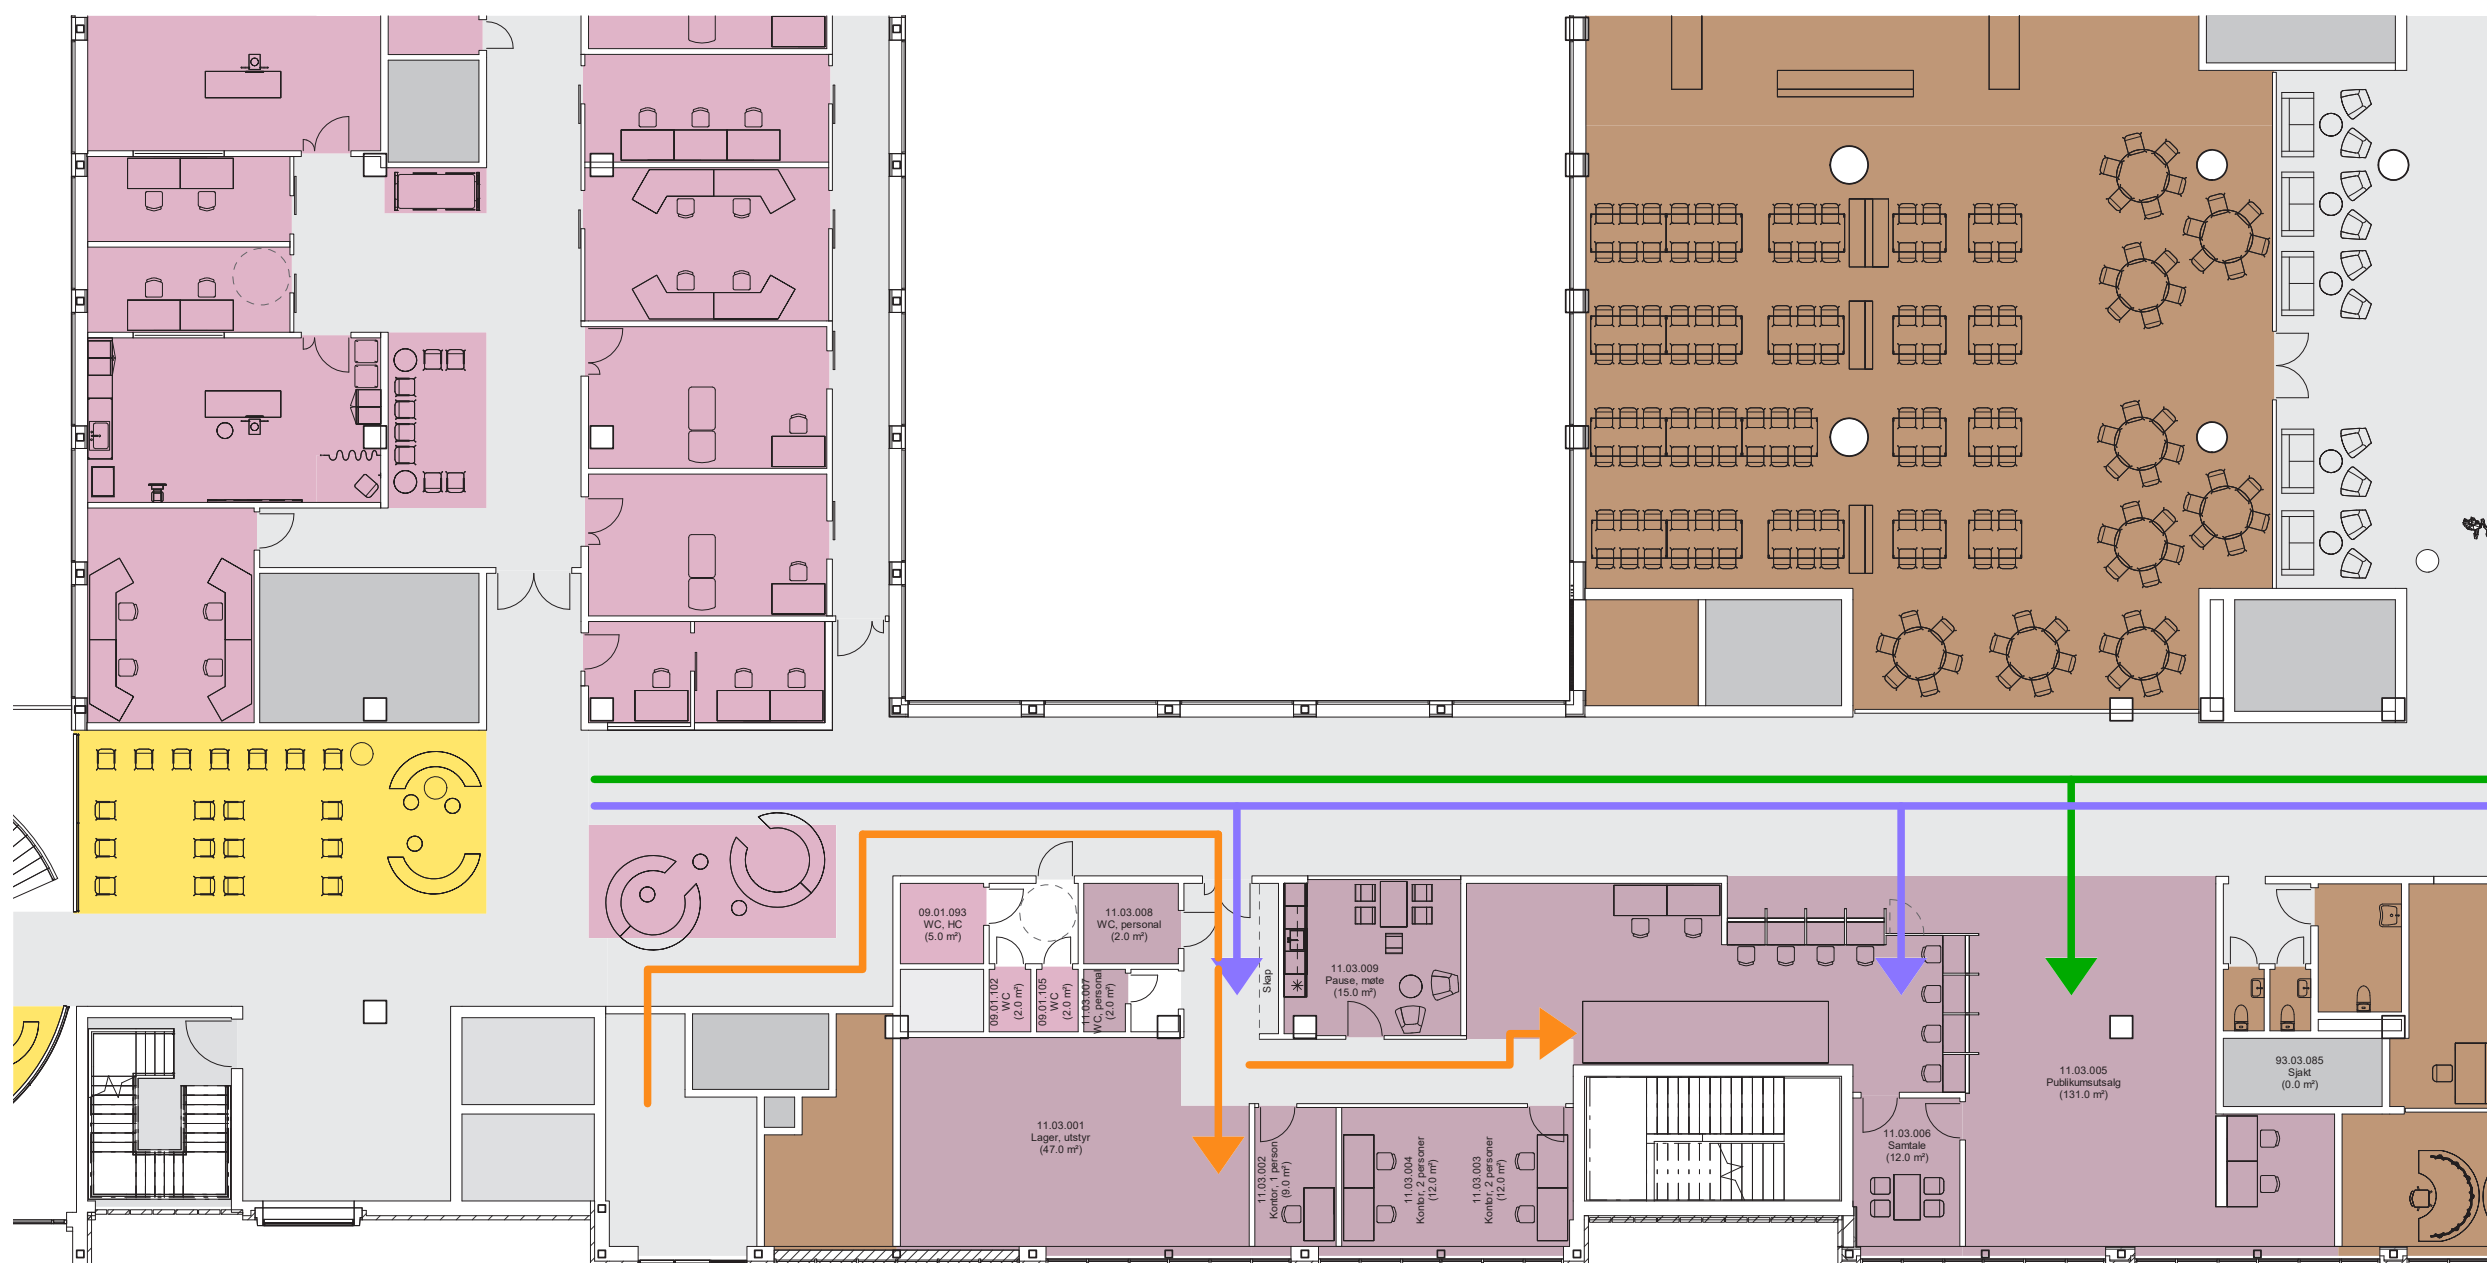 09.01.093
WC, HC
(5.0 m²)
11.03.008
WC, personal
(2.0 m²)
09.01.102
WC
(2.0 m²)
09.01.105
WC
(2.0 m²)
11.03.007
WC, personal
(2.0 m²)
Skap
11.03.009
Pause, møte
(15.0 m²)
11.03.001
Lager, utstyr
(47.0 m²)
11.03.002
Kontor, 1 person
(9.0 m²)
11.03.004
Kontor, 2 personer
(12.0 m²)
11.03.003
Kontor, 2 personer
(12.0 m²)
11.03.006
Samtale
(12.0 m²)
11.03.005
Publikumsutsalg
(131.0 m²)
93.03.085
Sjakt
(0.0 m²)